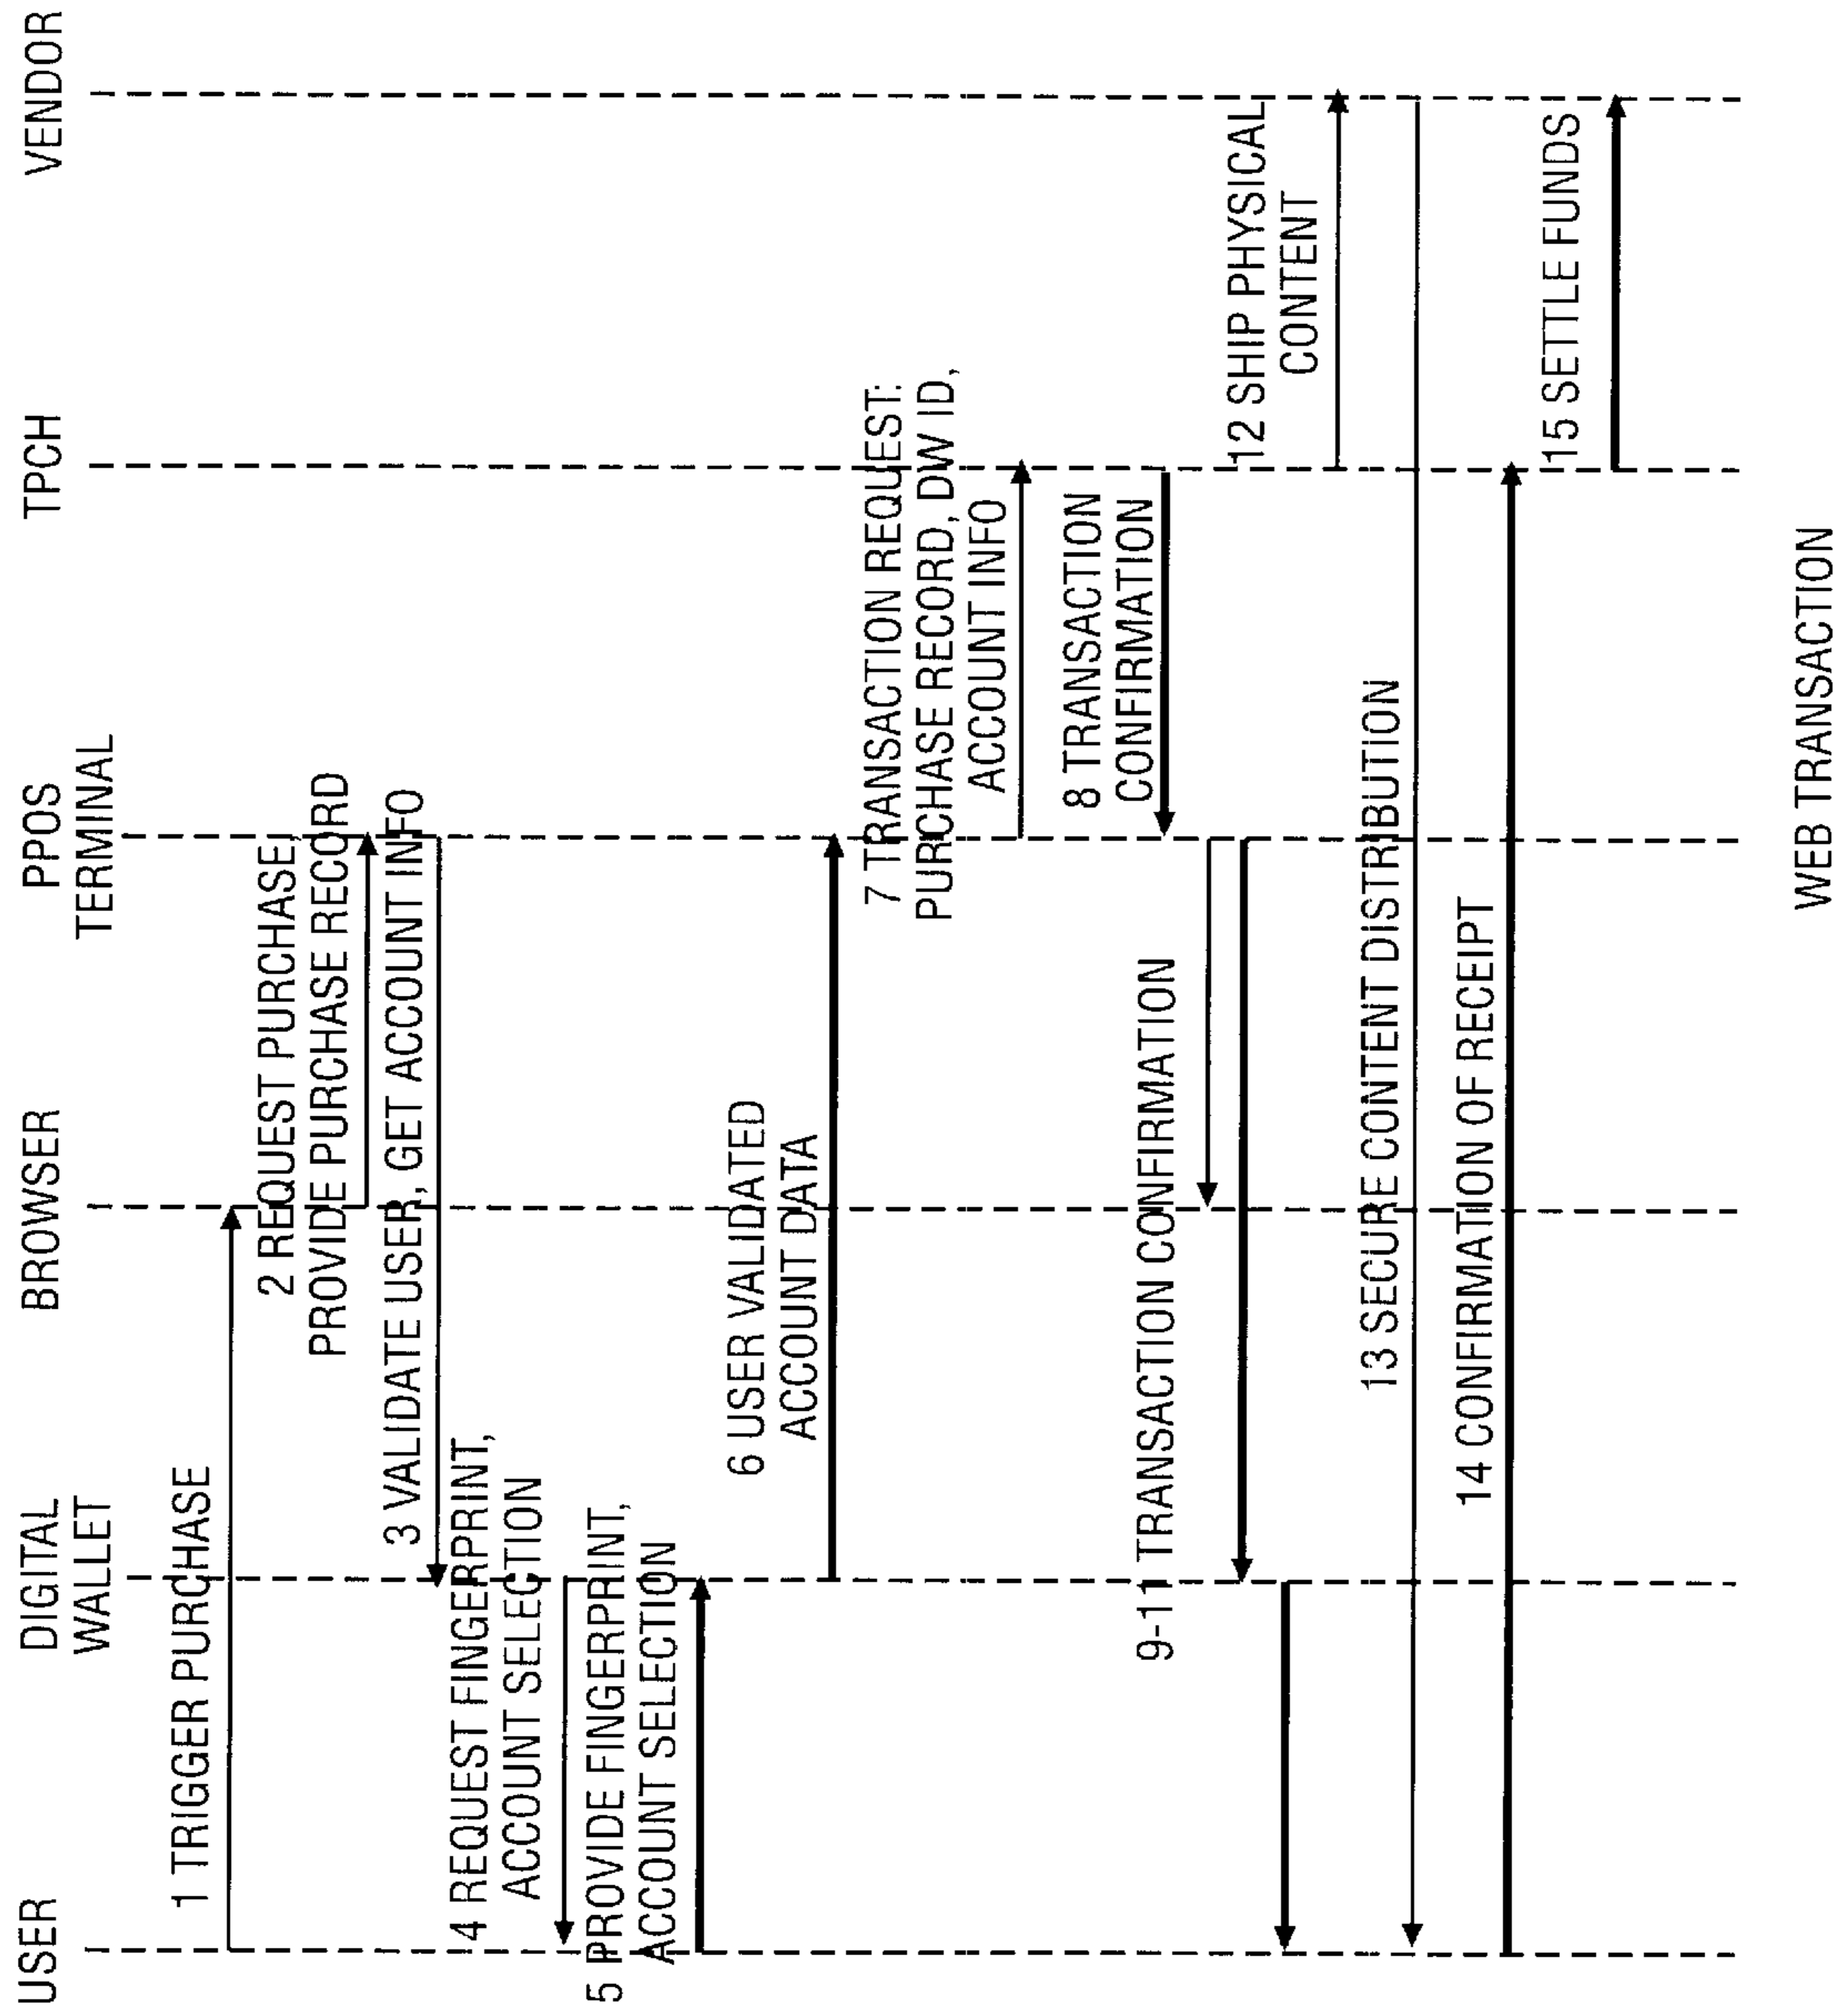 USER
DIGITAL
WALLET
BROWSER
PPOS
TERMINAL
TPCH
VENDOR
1 TRIGGER PURCHASE
2 REQUEST PURCHASE,
PROVIDE PURCHASE RECORD
3 VALIDATE USER, GET ACCOUNT INFO
4 REQUEST FINGERPRINT,
ACCOUNT SELECTION
5 PROVIDE FINGERPRINT,
ACCOUNT SELECTION
6 USER VALIDATED
ACCOUNT DATA
7 TRANSACTION REQUEST:
PURCHASE RECORD, DW ID,
ACCOUNT INFO
8 TRANSACTION
CONFIRMATION
9-11 TRANSACTION CONFIRMATION
12 SHIP PHYSICAL
CONTENT
13 SECURE CONTENT DISTRIBUTION
14 CONFIRMATION OF RECEIPT
15 SETTLE FUNDS
WEB TRANSACTION